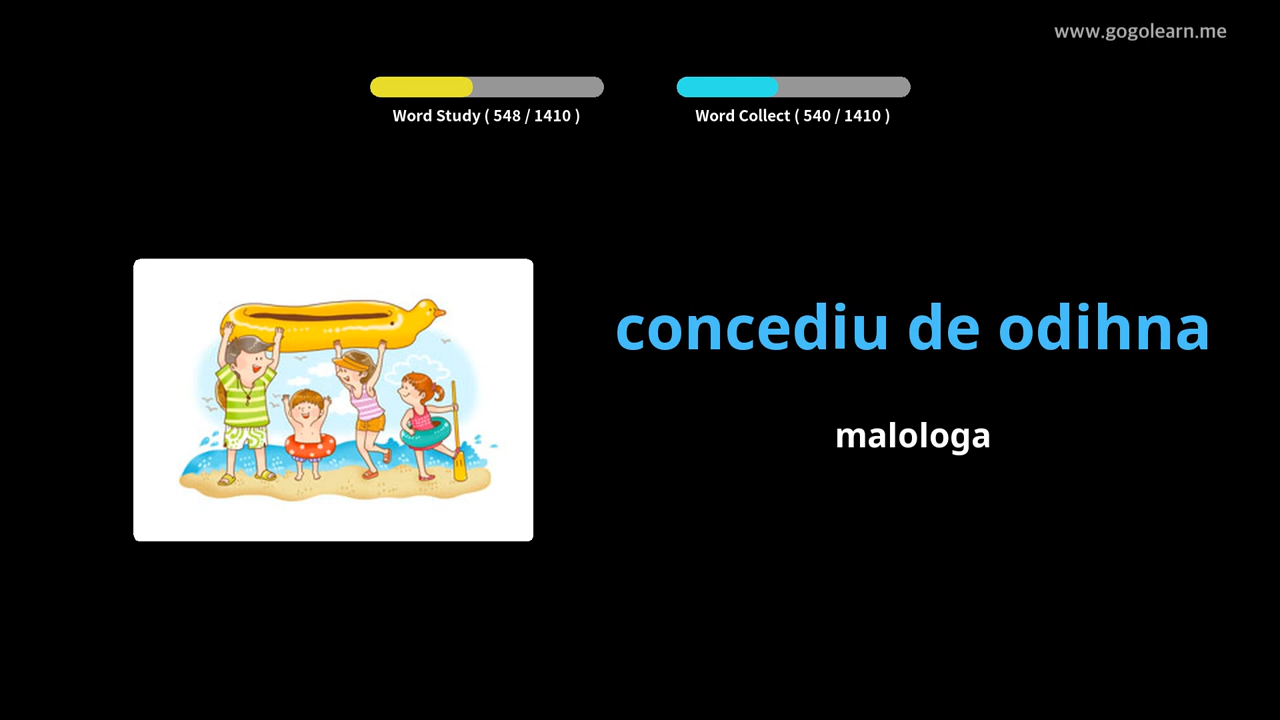 www.gogolearn.me
Word Study ( 548 / 1410 )
Word Collect ( 540 / 1410 )
concediu de odihna
malologa